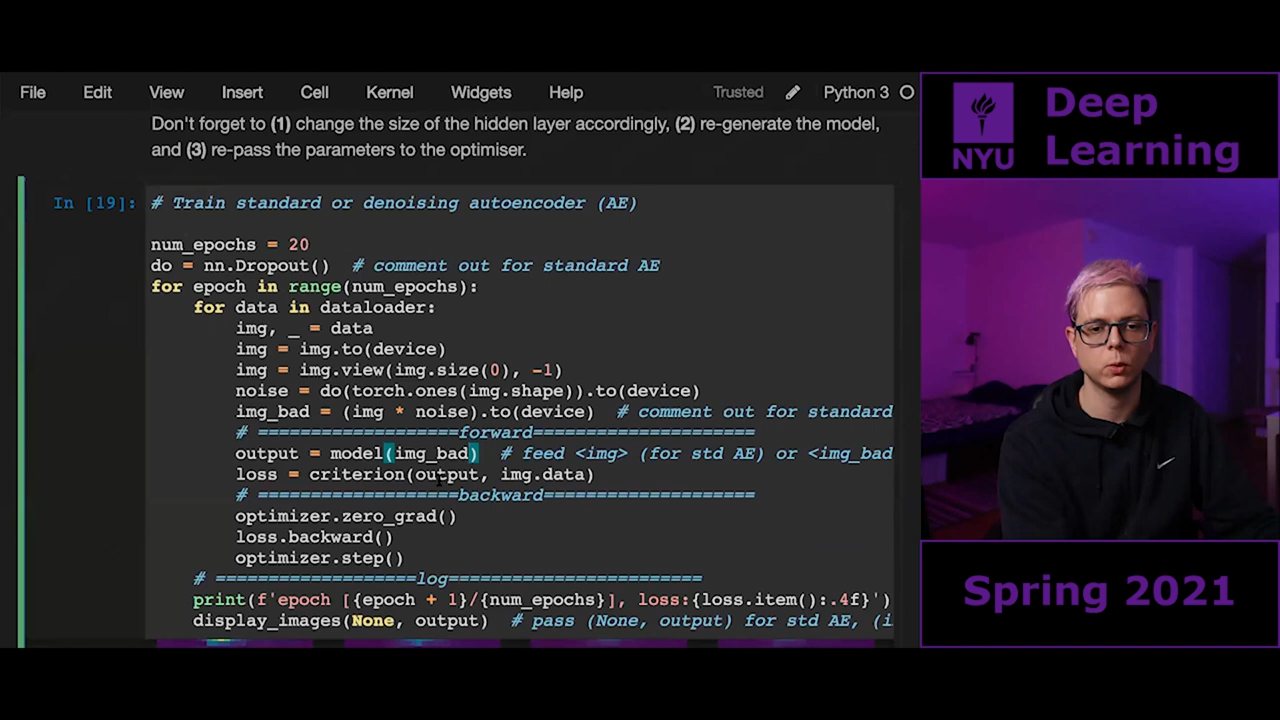 File Edit View Insert Cell Kernel Widgets Help Trusted Python 3
Don't forget to (1) change the size of the hidden layer accordingly, (2) re-generate the model,
and (3) re-pass the parameters to the optimiser.
In [19]: # Train standard or denoising autoencoder (AE)
num_epochs = 20
do = nn.Dropout()  # comment out for standard AE
for epoch in range(num_epochs):
    for data in dataloader:
        img, _ = data
        img = img.to(device)
        img = img.view(img.size(0), -1)
        noise = do(torch.ones(img.shape)).to(device)
        img_bad = (img * noise).to(device)  # comment out for standard
        # ===================forward=====================
        output = model(img_bad)  # feed <img> (for std AE) or <img_bad
        loss = criterion(output, img.data)
        # ===================backward====================
        optimizer.zero_grad()
        loss.backward()
        optimizer.step()
    # ===================log========================
    print(f'epoch [{epoch + 1}/{num_epochs}], loss:{loss.item():.4f}')
    display_images(None, output)  # pass (None, output) for std AE, (i
NYU
Deep
Learning
Spring 2021